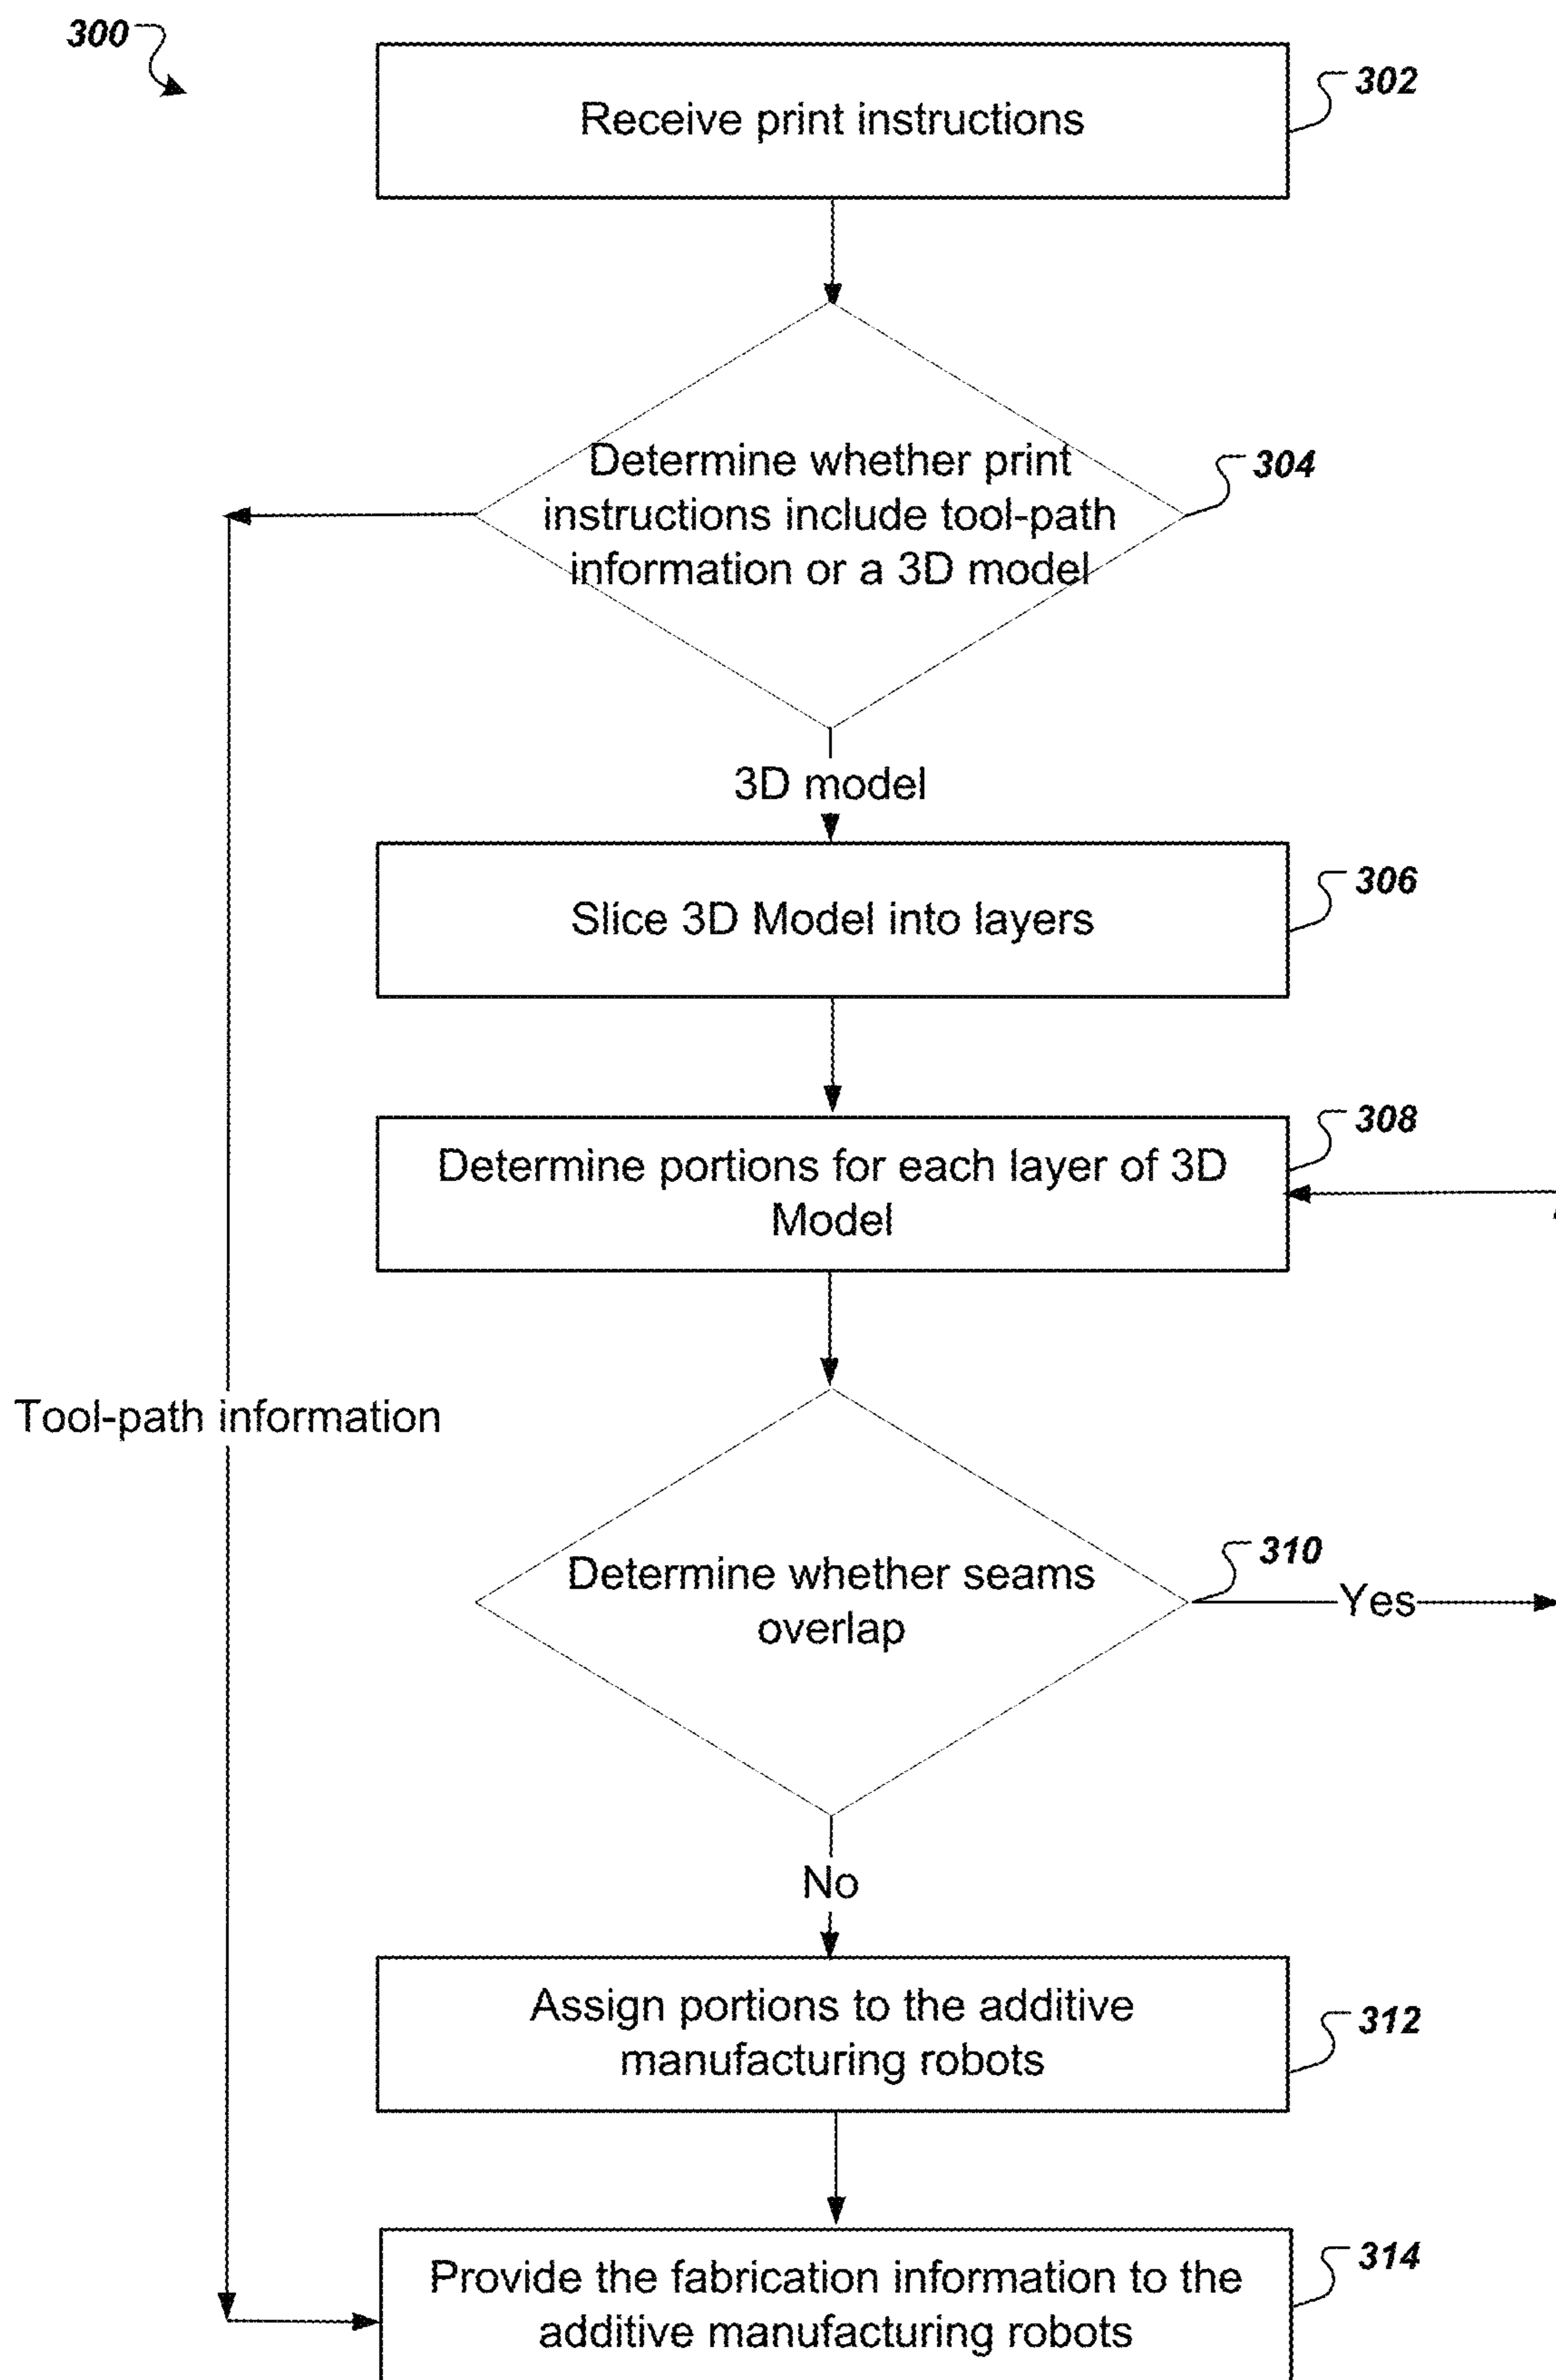 300
Receive print instructions
302
Determine whether print
instructions include tool-path
information or a 3D model
304
3D model
Slice 3D Model into layers
306
Determine portions for each layer of 3D
Model
308
Tool-path information
Determine whether seams
overlap
310
Yes
No
Assign portions to the additive
manufacturing robots
312
Provide the fabrication information to the
additive manufacturing robots
314